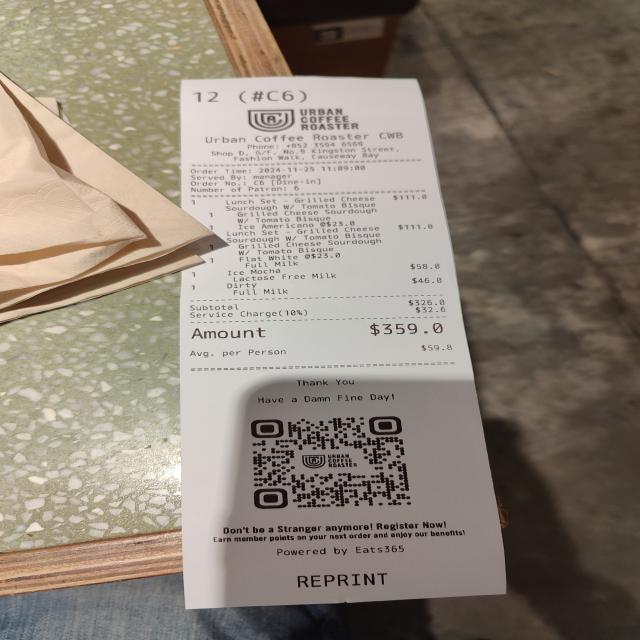 12 (#C6)
URBAN
COFFEE
ROASTER
Urban Coffee Roaster CWB
Phone: +852 3504 6560
Shop D, G/F, No.9 Kingston Street,
Fashion Walk, Causeway Bay
Order Time: 2024-11-25 11:09:00
Served By: manager
Order No.: C6 [Dine-in]
Number of Patron: 6
1 Lunch Set - Grilled Cheese $111.0
Sourdough W/ Tomato Bisque
1 Grilled Cheese Sourdough
W/ Tomato Bisque
1 Ice Americano @$23.0
Lunch Set - Grilled Cheese $111.0
Sourdough W/ Tomato Bisque
Grilled Cheese Sourdough
W/ Tomato Bisque
1 Flat White @$23.0
Full Milk
1 Ice Mocha $58.0
Lactose Free Milk
1 Dirty $46.0
Full Milk
Subtotal $326.0
Service Charge(10%) $32.6
Amount $359.0
Avg. per Person $59.8
Thank You
Have a Damn Fine Day!
URBAN
COFFEE
ROASTER
Don't be a Stranger anymore! Register Now!
Earn member points on your next order and enjoy our benefits!
Powered by Eats365
REPRINT